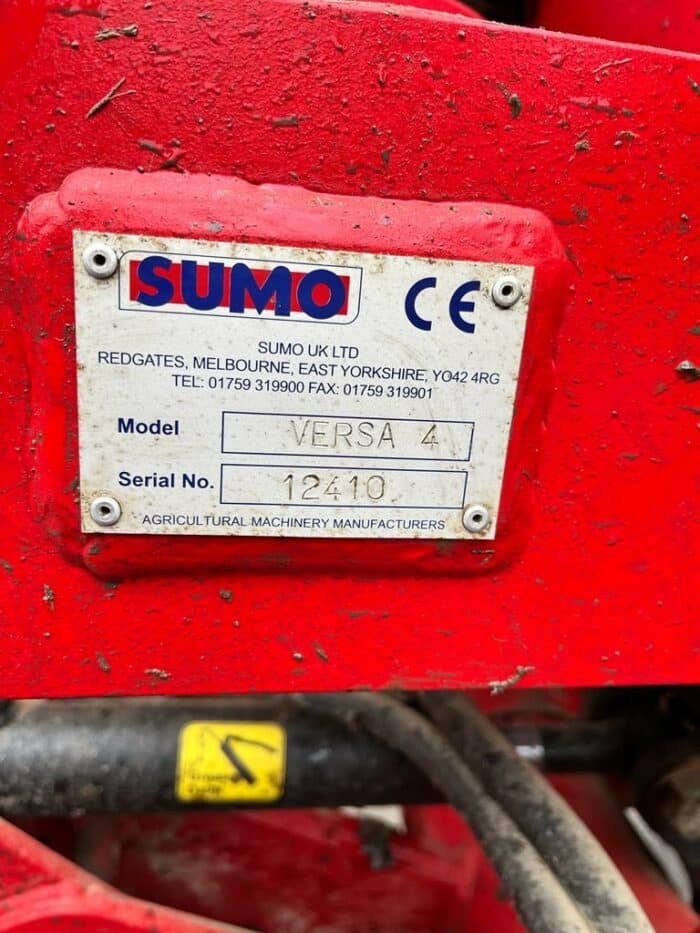 SUMO CE
SUMO UK LTD
REDGATES, MELBOURNE, EAST YORKSHIRE, YO42 4RG
TEL: 01759 319900 FAX: 01759 319901
Model VERSA 4
Serial No. 12410
AGRICULTURAL MACHINERY MANUFACTURERS